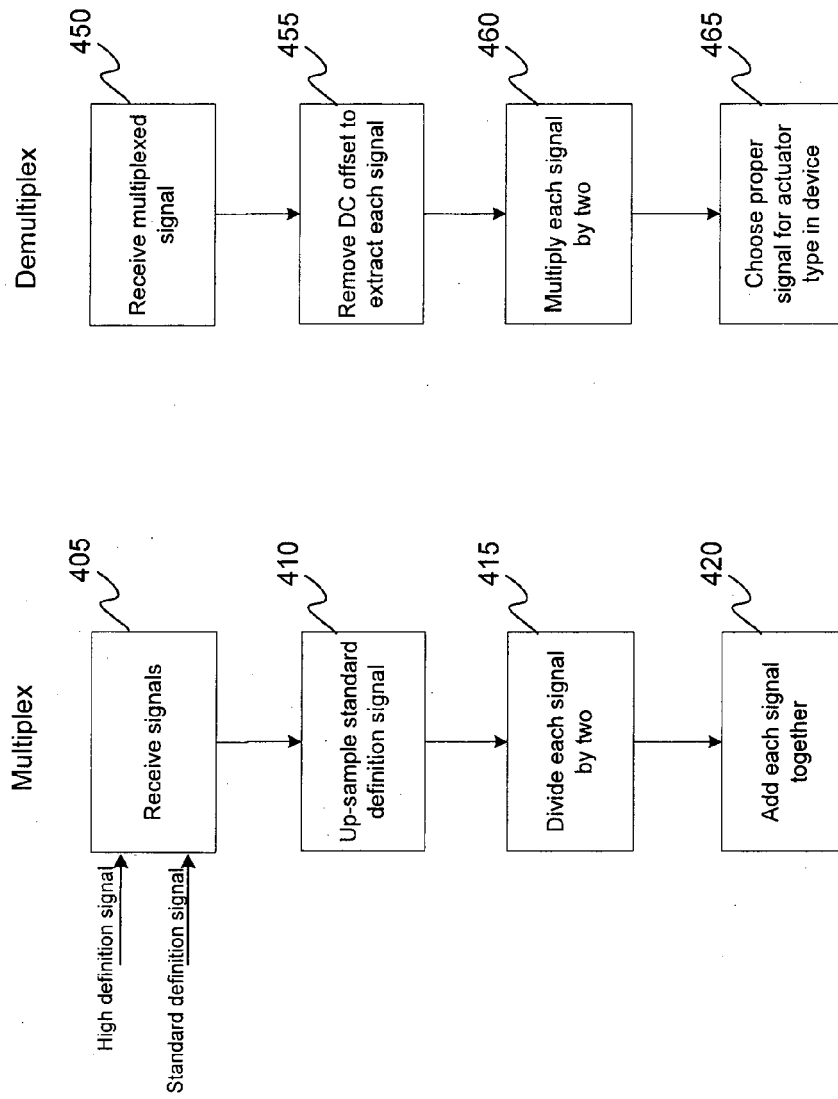 Multiplex
High definition signal
Standard definition signal
405
Receive signals
410
Up-sample standard
definition signal
415
Divide each signal
by two
420
Add each signal
together
Demultiplex
450
Receive multiplexed
signal
455
Remove DC offset to
extract each signal
460
Multiply each signal
by two
465
Choose proper
signal for actuator
type in device